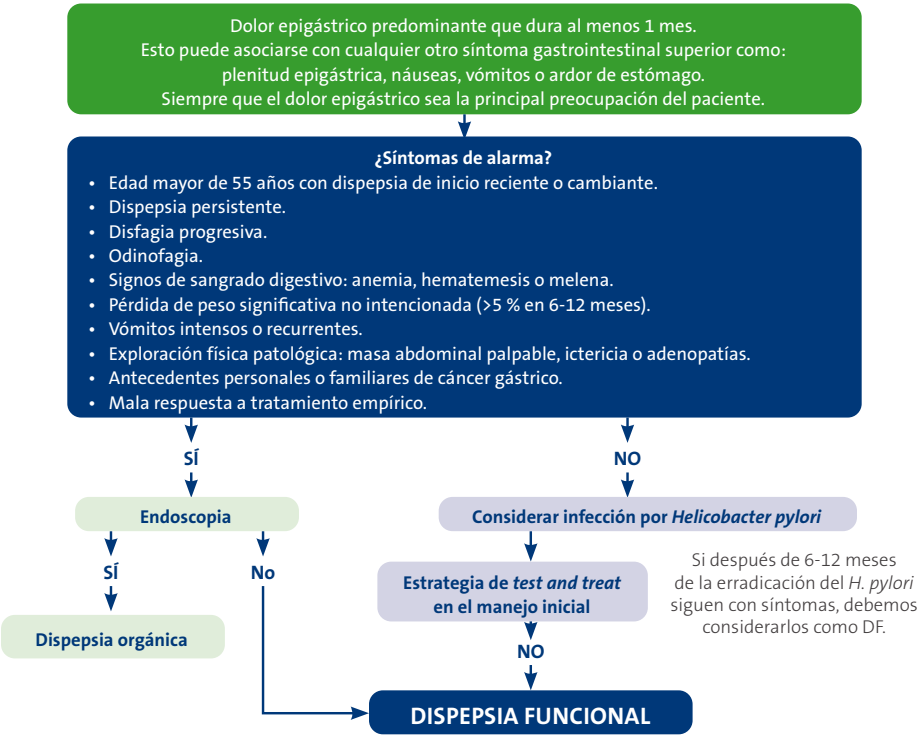 Dolor epigástrico predominante que dura al menos 1 mes.
Esto puede asociarse con cualquier otro síntoma gastrointestinal superior como:
plenitud epigástrica, náuseas, vómitos o ardor de estómago.
Siempre que el dolor epigástrico sea la principal preocupación del paciente.
¿Síntomas de alarma?
• Edad mayor de 55 años con dispepsia de inicio reciente o cambiante.
• Dispepsia persistente.
• Disfagia progresiva.
• Odinofagia.
• Signos de sangrado digestivo: anemia, hematemesis o melena.
• Pérdida de peso significativa no intencionada (>5 % en 6-12 meses).
• Vómitos intensos o recurrentes.
• Exploración física patológica: masa abdominal palpable, ictericia o adenopatías.
• Antecedentes personales o familiares de cáncer gástrico.
• Mala respuesta a tratamiento empírico.
SÍ
NO
Endoscopia
Considerar infección por Helicobacter pylori
SÍ
No
Estrategia de test and treat
en el manejo inicial
Si después de 6-12 meses
de la erradicación del H. pylori
siguen con síntomas, debemos
considerarlos como DF.
Dispepsia orgánica
NO
DISPEPSIA FUNCIONAL